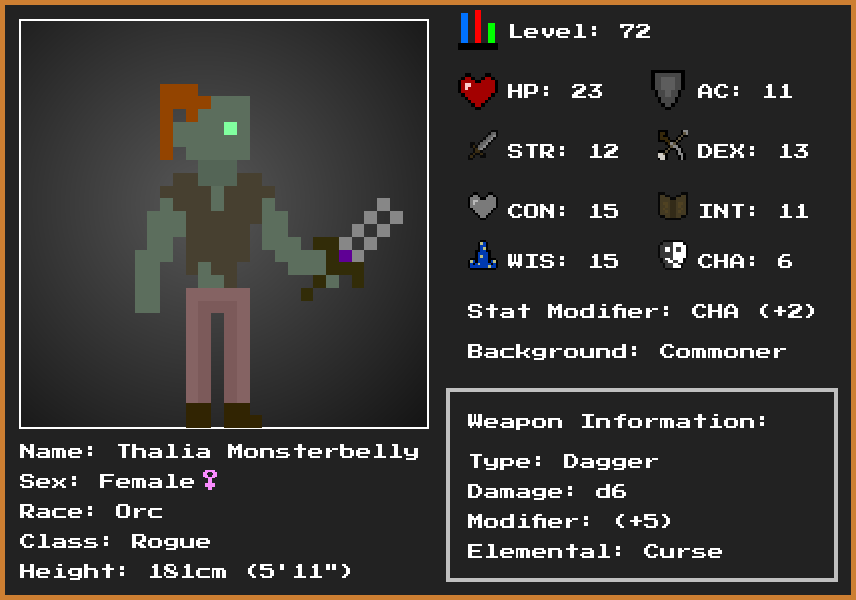 Level: 72
HP: 23
AC: 11
STR: 12
DEX: 13
CON: 15
INT: 11
WIS: 15
CHA: 6
Stat Modifier: CHA (+2)
Background: Commoner
Weapon Information:
Type: Dagger
Damage: d6
Modifier: (+5)
Elemental: Curse
Name: Thalia Monsterbelly
Sex: Female♀
Race: Orc
Class: Rogue
Height: 181cm (5'11")